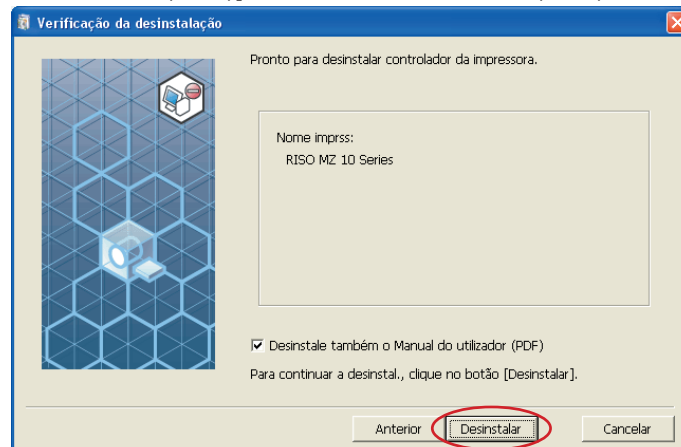 Verificação da desinstalação
Pronto para desinstalar controlador da impressora.
Nome imprss:
RISO MZ 10 Series
Desinstale também o Manual do utilizador (PDF)
Para continuar a desinstal., clique no botão [Desinstalar].
Anterior
Desinstalar
Cancelar